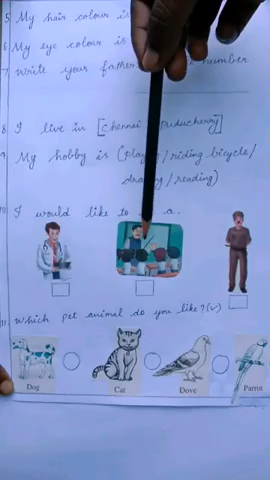 5 My hair colour is
6 My eye colour is
7 Write your father number
8 I live in [chennai Puducherry]
9 My hobby is (play / riding bicycle /
drawing / reading)
10 I would like to a.
11 Which pet animal do you like? (✓)
Dog Cat Dove Parrot